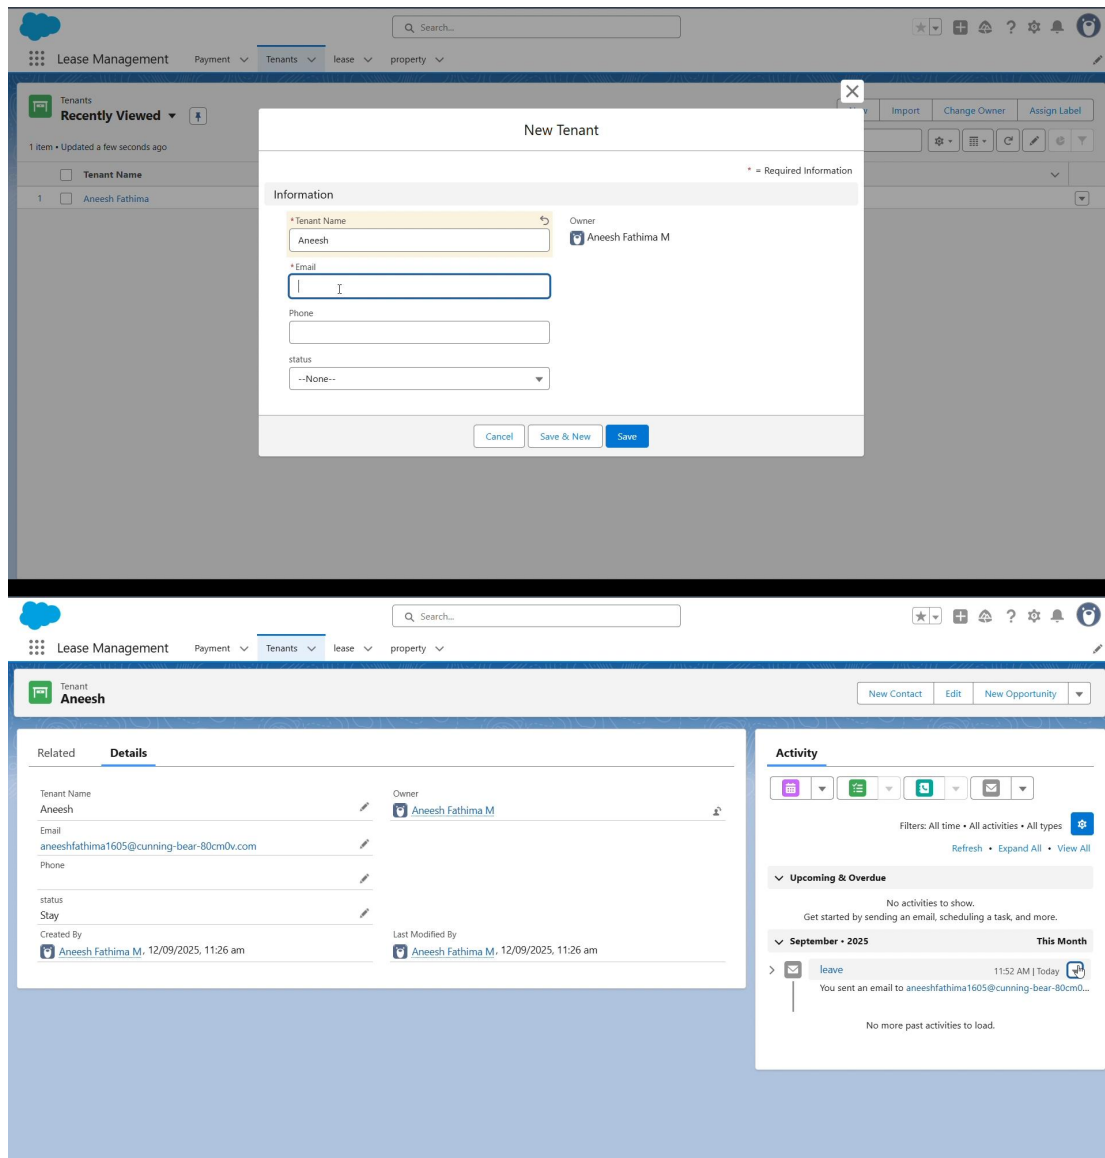 Search...
Lease Management Payment Tenants lease property
Tenants
Recently Viewed
Import Change Owner Assign Label
1 item • Updated a few seconds ago
Tenant Name
1 Aneesh Fathima
New Tenant
* = Required Information
Information
*Tenant Name
Aneesh
Owner
Aneesh Fathima M
*Email
Phone
status
--None--
Cancel Save & New Save
Search...
Lease Management Payment Tenants lease property
Tenant
Aneesh
New Contact Edit New Opportunity
Related Details
Tenant Name
Aneesh
Owner
Aneesh Fathima M
Email
aneeshfathima1605@cunning-bear-80cm0v.com
Phone
status
Stay
Created By
Aneesh Fathima M, 12/09/2025, 11:26 am
Last Modified By
Aneesh Fathima M, 12/09/2025, 11:26 am
Activity
Filters: All time • All activities • All types
Refresh • Expand All • View All
Upcoming & Overdue
No activities to show.
Get started by sending an email, scheduling a task, and more.
September • 2025 This Month
leave 11:52 AM | Today
You sent an email to aneeshfathima1605@cunning-bear-80cm0...
No more past activities to load.